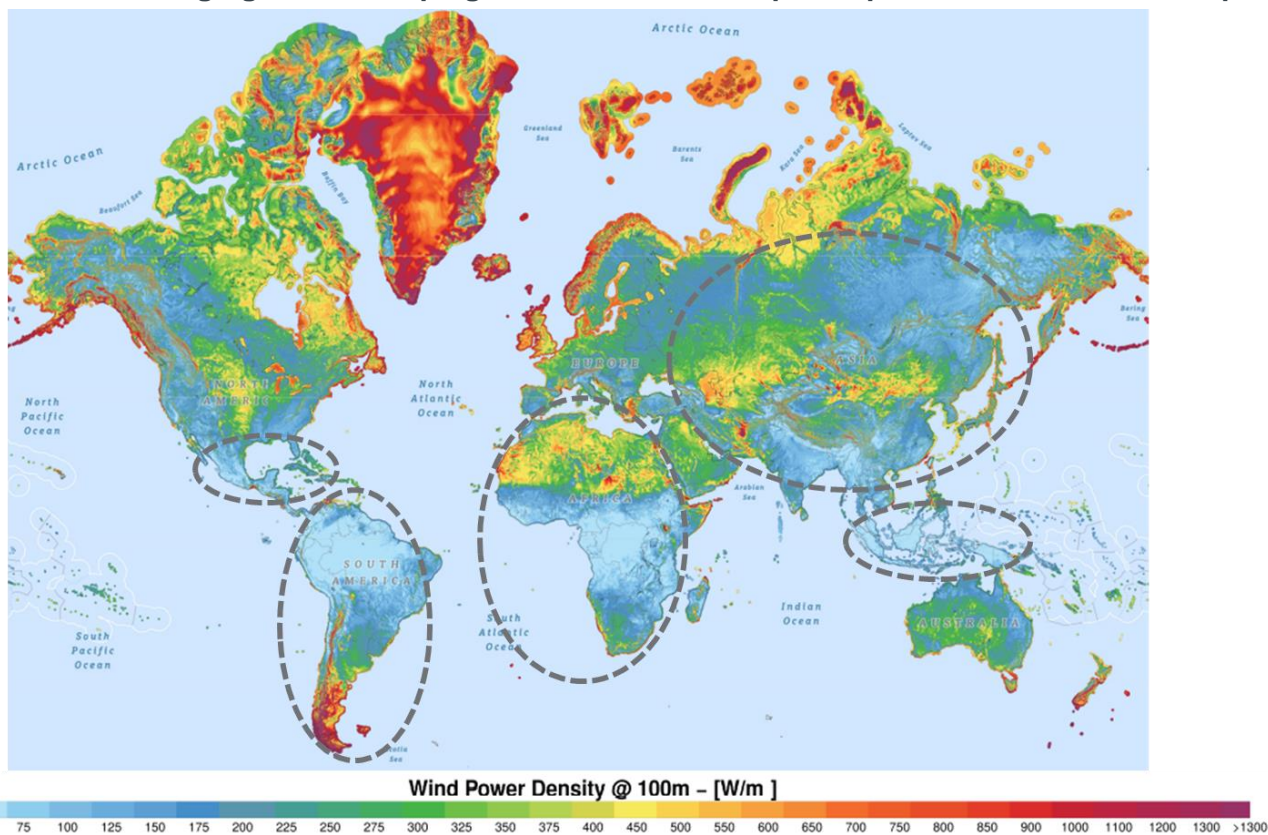 Arctic Ocean
Arctic Ocean
Greenland
Sea
Barents
Sea
Kara Sea
Laptev Sea
Beaufort Sea
Baffin Bay
Bering
Sea
EUROPE
ASIA
NORTH
AMERIC
North
Pacific
Ocean
North
Atlantic
Ocean
AFRICA
Arabian
Sea
SOUTH
AMERICA
South
Pacific
Ocean
South
Atlantic
Ocean
Indian
Ocean
AUSTRALIA
Sea
Wind Power Density @ 100m – [W/m ]
75 100 125 150 175 200 225 250 275 300 325 350 375 400 450 500 550 600 650 700 750 800 850 900 1000 1100 1200 1300 >1300